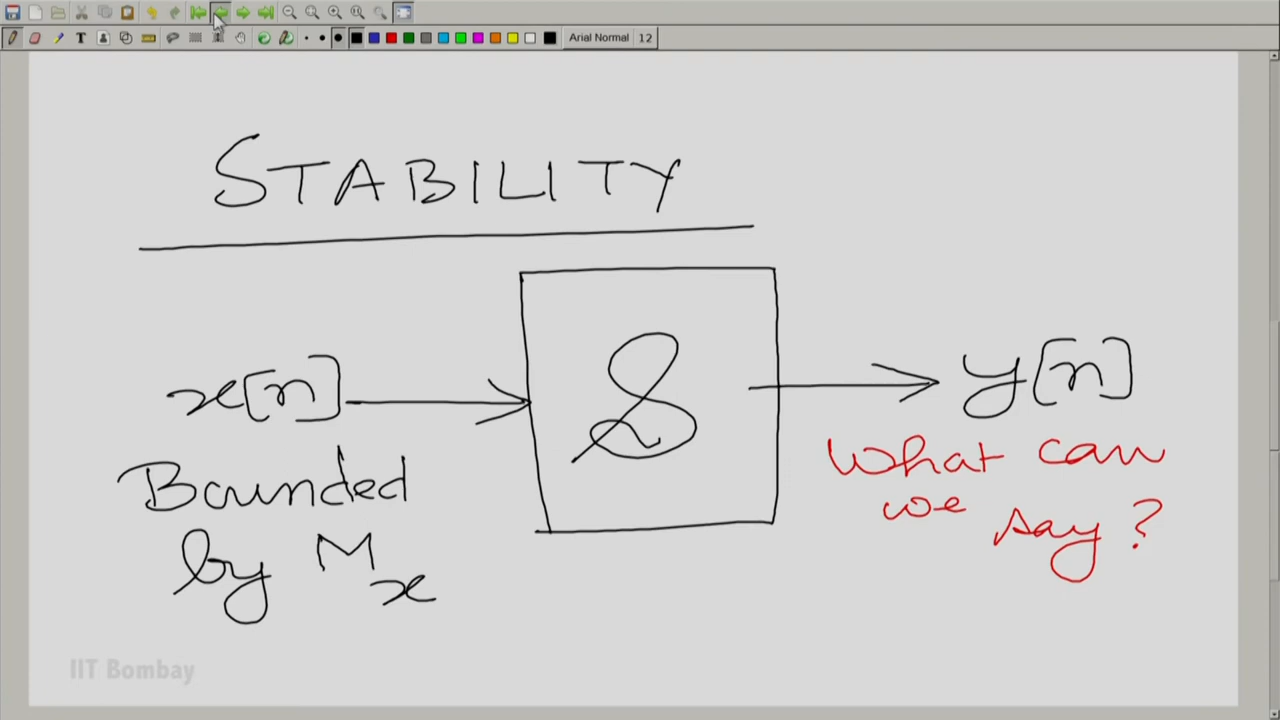 Arial Normal 12
STABILITY
x[n] S y[n]
Bounded
by Mx
What can
we say?
IIT Bombay